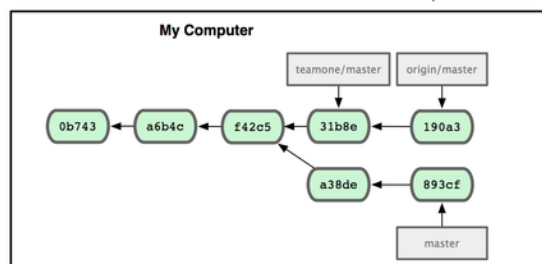 My Computer
teamone/master origin/master
0b743 a6b4c f42c5 31b8e 190a3
a38de 893cf
master